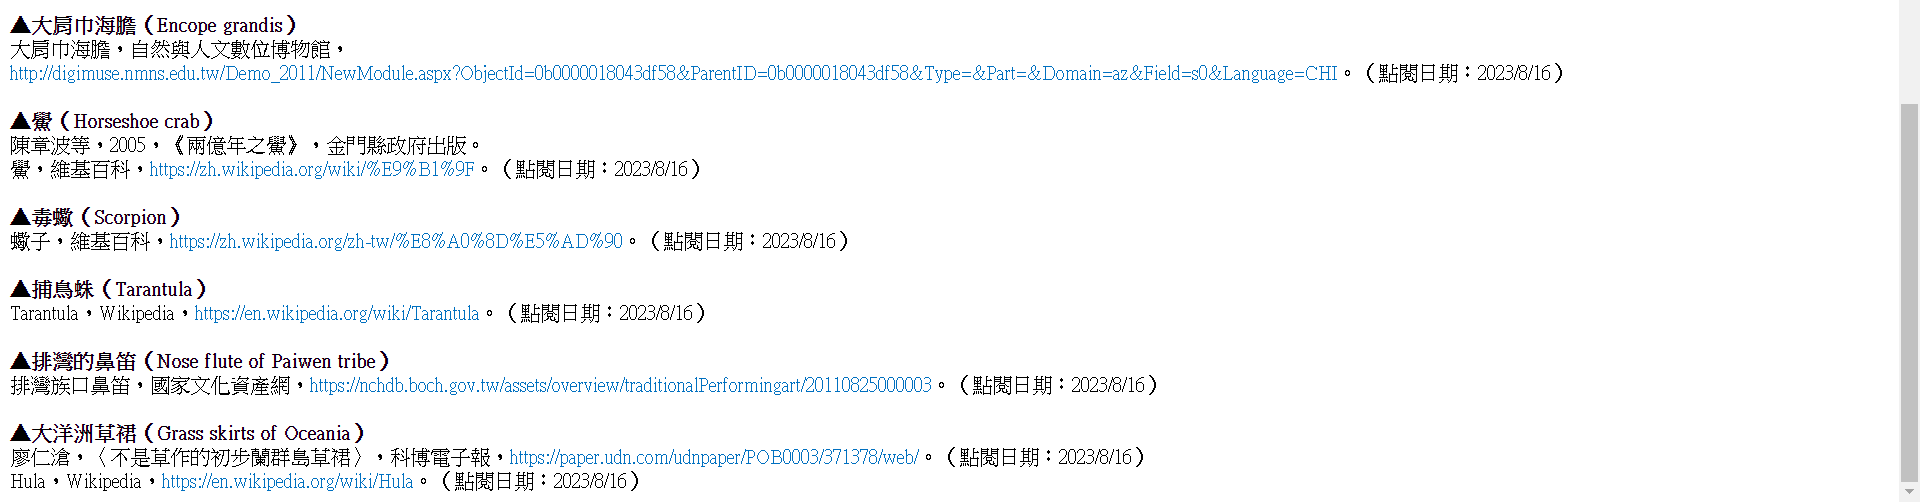 ▲大肩巾海膽（Encope grandis）
大肩巾海膽，自然與人文數位博物館，
http://digimuse.nmns.edu.tw/Demo_2011/NewModule.aspx?ObjectId=0b0000018043df58&ParentID=0b0000018043df58&Type=&Part=&Domain=az&Field=s0&Language=CHI。（點閱日期：2023/8/16）
▲鱟（Horseshoe crab）
陳章波等，2005，《兩億年之鱟》，金門縣政府出版。
鱟，維基百科，https://zh.wikipedia.org/wiki/%E9%B1%9F。（點閱日期：2023/8/16）
▲毒蠍（Scorpion）
蠍子，維基百科，https://zh.wikipedia.org/zh-tw/%E8%A0%8D%E5%AD%90。（點閱日期：2023/8/16）
▲捕鳥蛛（Tarantula）
Tarantula，Wikipedia，https://en.wikipedia.org/wiki/Tarantula。（點閱日期：2023/8/16）
▲排灣的鼻笛（Nose flute of Paiwen tribe）
排灣族口鼻笛，國家文化資產網，https://nchdb.boch.gov.tw/assets/overview/traditionalPerformingart/20110825000003。（點閱日期：2023/8/16）
▲大洋洲草裙（Grass skirts of Oceania）
廖仁滄，〈不是草作的初步蘭群島草裙〉，科博電子報，https://paper.udn.com/udnpaper/POB0003/371378/web/。（點閱日期：2023/8/16）
Hula，Wikipedia，https://en.wikipedia.org/wiki/Hula。（點閱日期：2023/8/16）